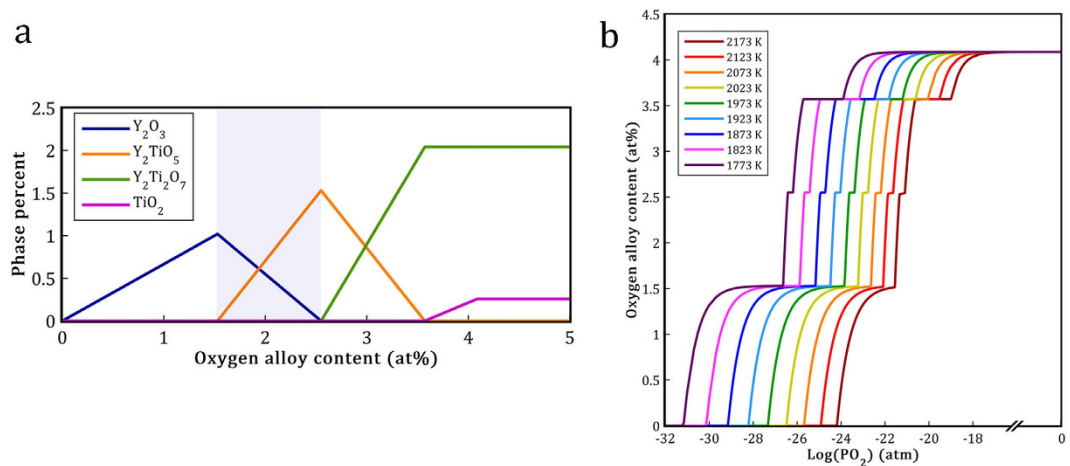 a
Phase percent
2.5
2
1.5
1
0.5
0
Y₂O₃
Y₂TiO₅
Y₂Ti₂O₇
TiO₂
0 1 2 3 4 5
Oxygen alloy content (at%)
b
Oxygen alloy content (at%)
4.5
4
3.5
3
2.5
2
1.5
1
0.5
0
2173 K
2123 K
2073 K
2023 K
1973 K
1923 K
1873 K
1823 K
1773 K
-32 -30 -28 -26 -24 -22 -20 -18 0
Log(PO₂) (atm)